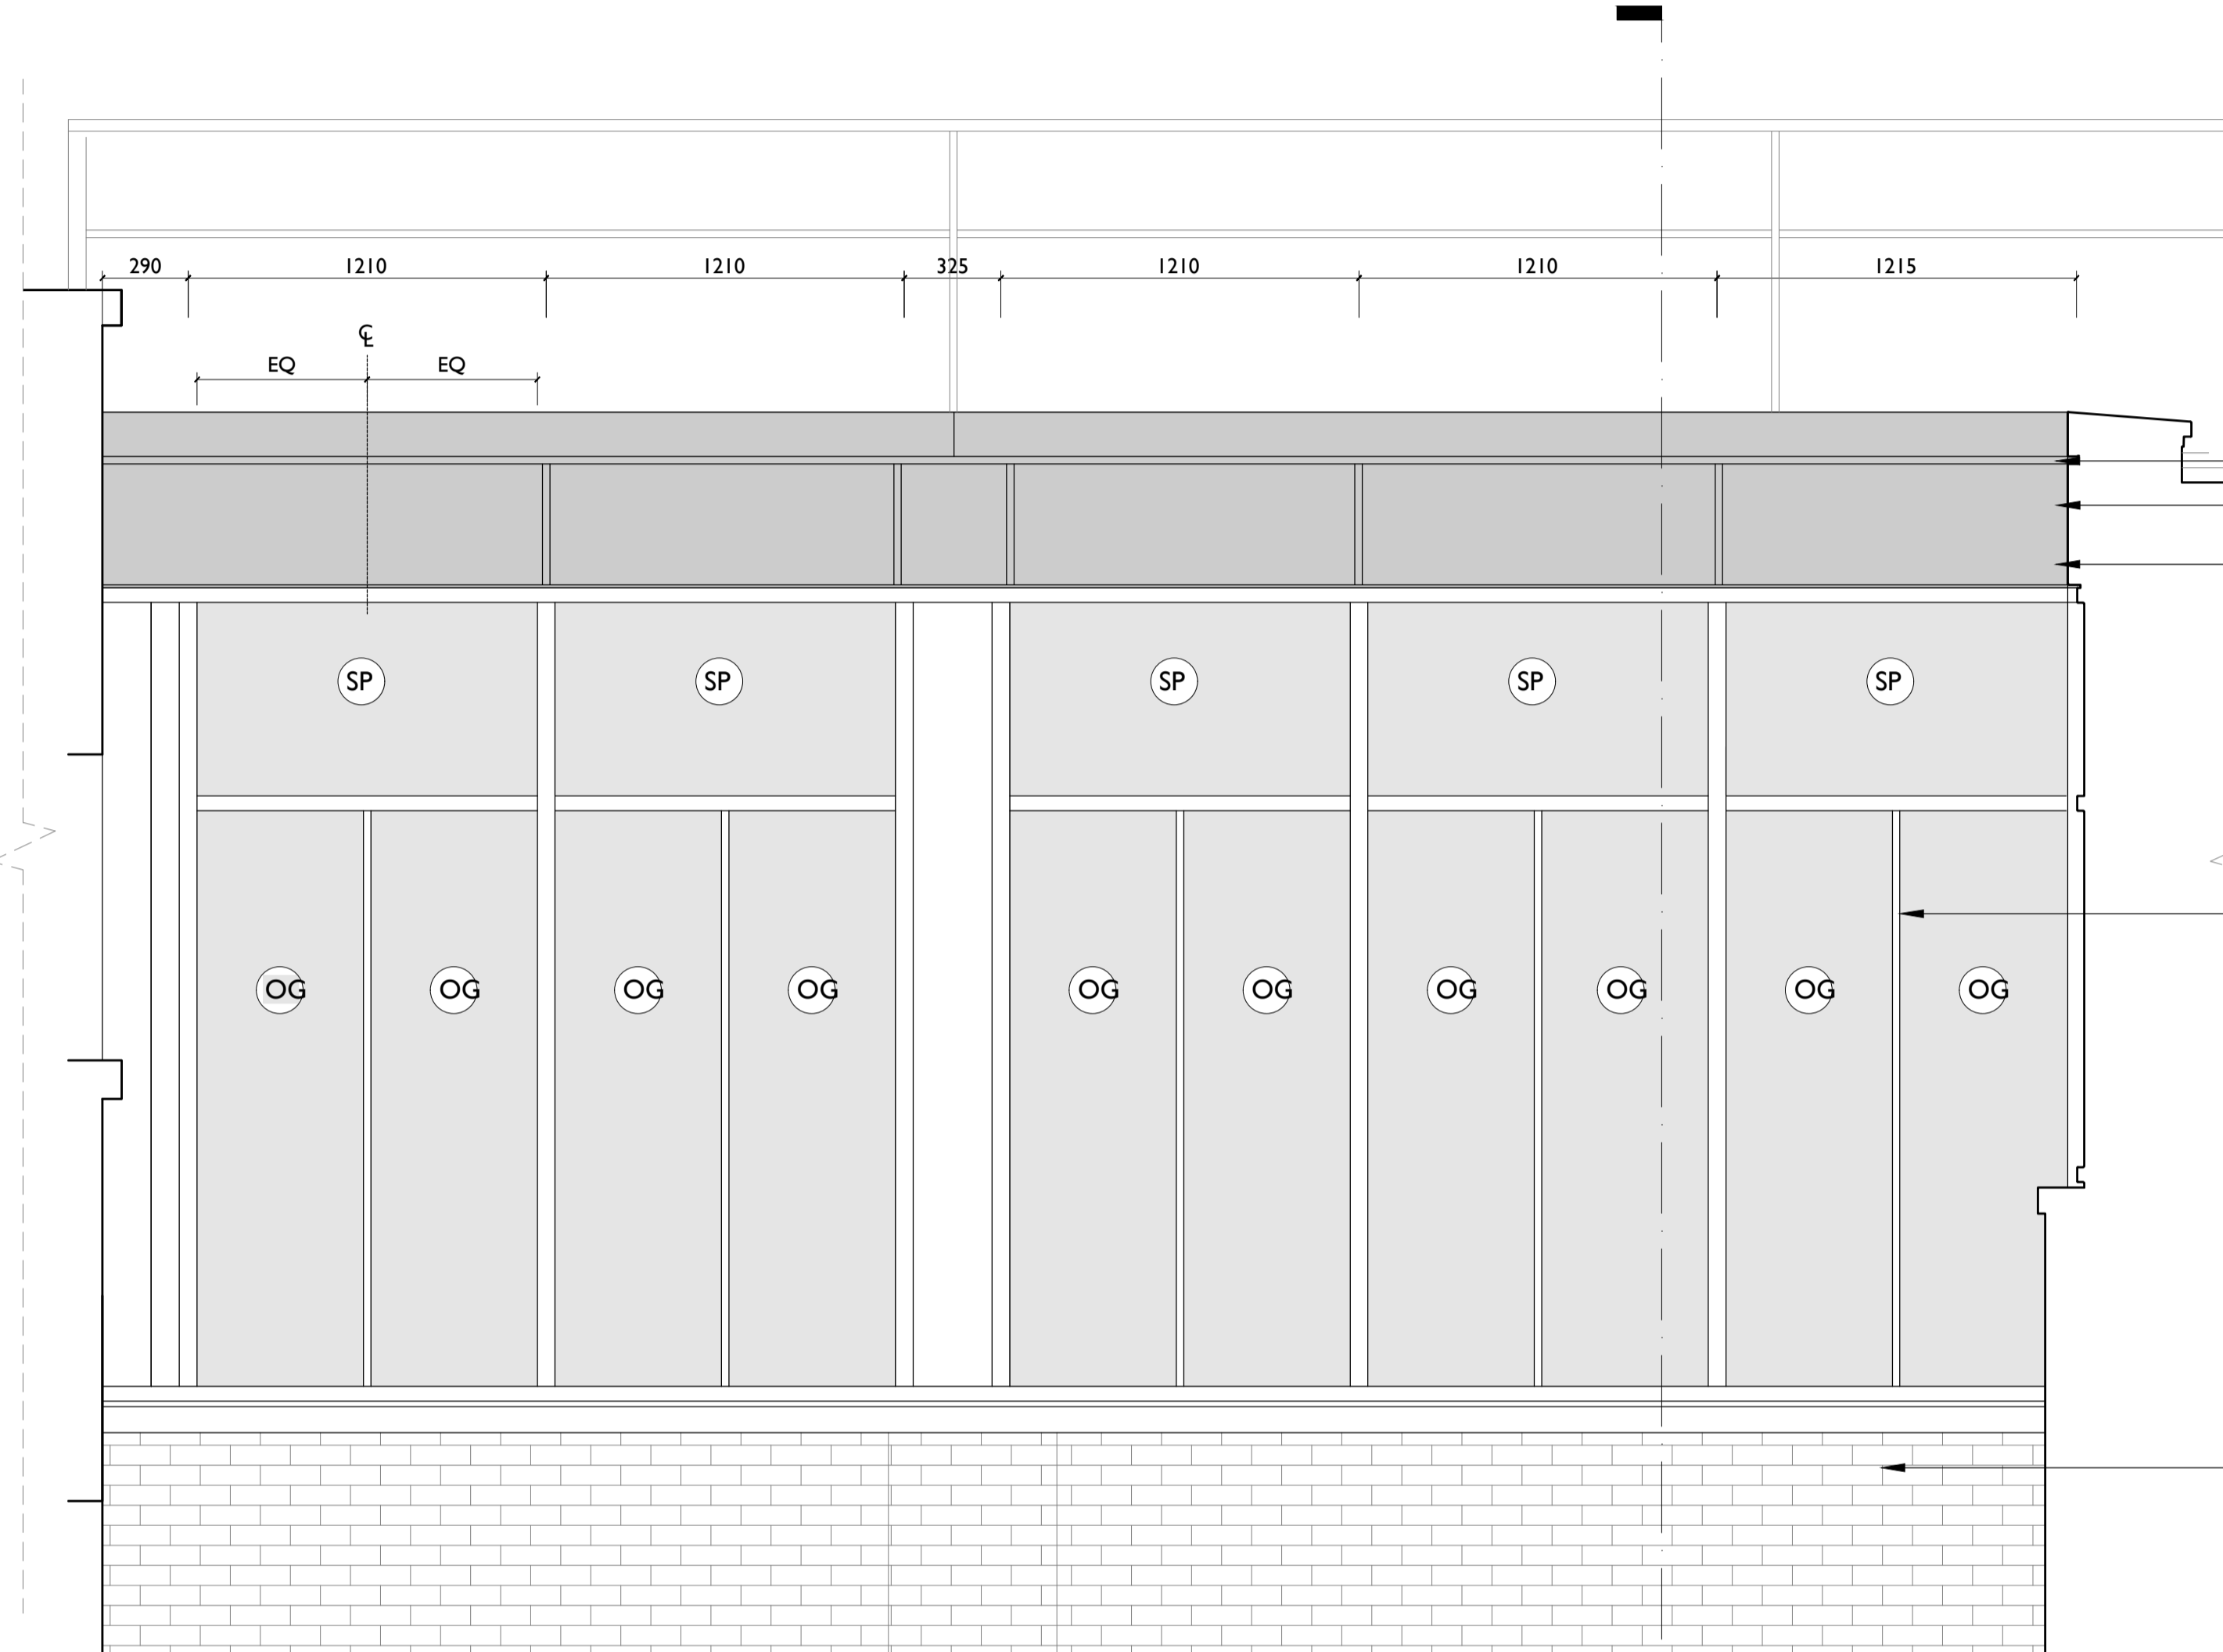 290 1210 1210 325 1210 1210 1215
℄
EQ EQ
SP SP SP SP SP
OG OG OG OG OG OG OG OG OG OG